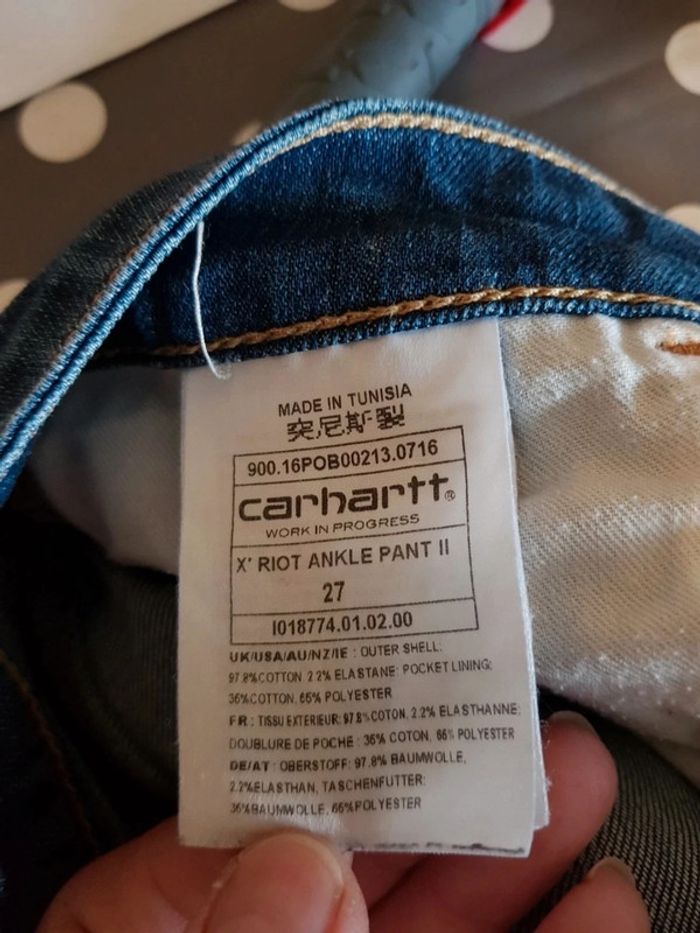 MADE IN TUNISIA
突尼斯製
900.16POB00213.0716
carhartt®
WORK IN PROGRESS
X' RIOT ANKLE PANT II
27
I018774.01.02.00
UK/USA/AU/NZ/IE : OUTER SHELL:
97.8%COTTON 2.2% ELASTANE: POCKET LINING:
35%COTTON, 65% POLYESTER
FR : TISSU EXTERIEUR: 97.8%COTON, 2.2% ELASTHANNE:
DOUBLURE DE POCHE : 35% COTON, 65% POLYESTER
DE/AT : OBERSTOFF: 97.8% BAUMWOLLE,
2.2%ELASTHAN, TASCHENFUTTER:
35%BAUMWOLLE, 65%POLYESTER